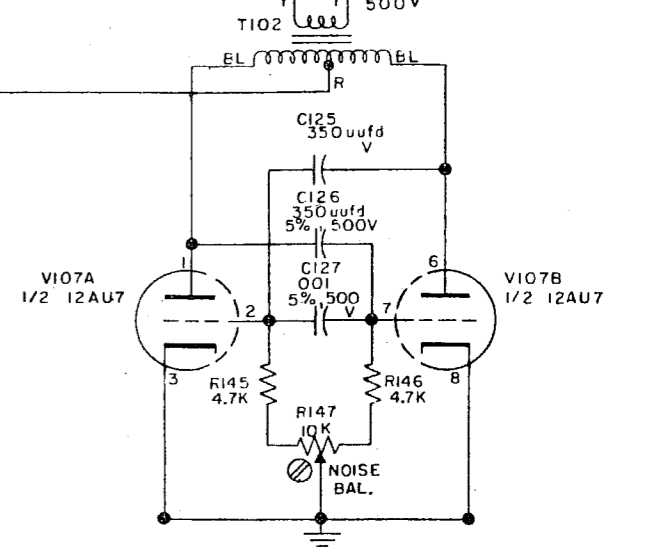 500V
T102
BL
BL
R
C125
350uufd
V
C126
350uufd
5% 500V
1
6
C127
001
5% 500
V
V107A
1/2 12AU7
V107B
1/2 12AU7
2
7
3
8
R145
4.7K
R146
4.7K
R147
10K
NOISE
BAL.